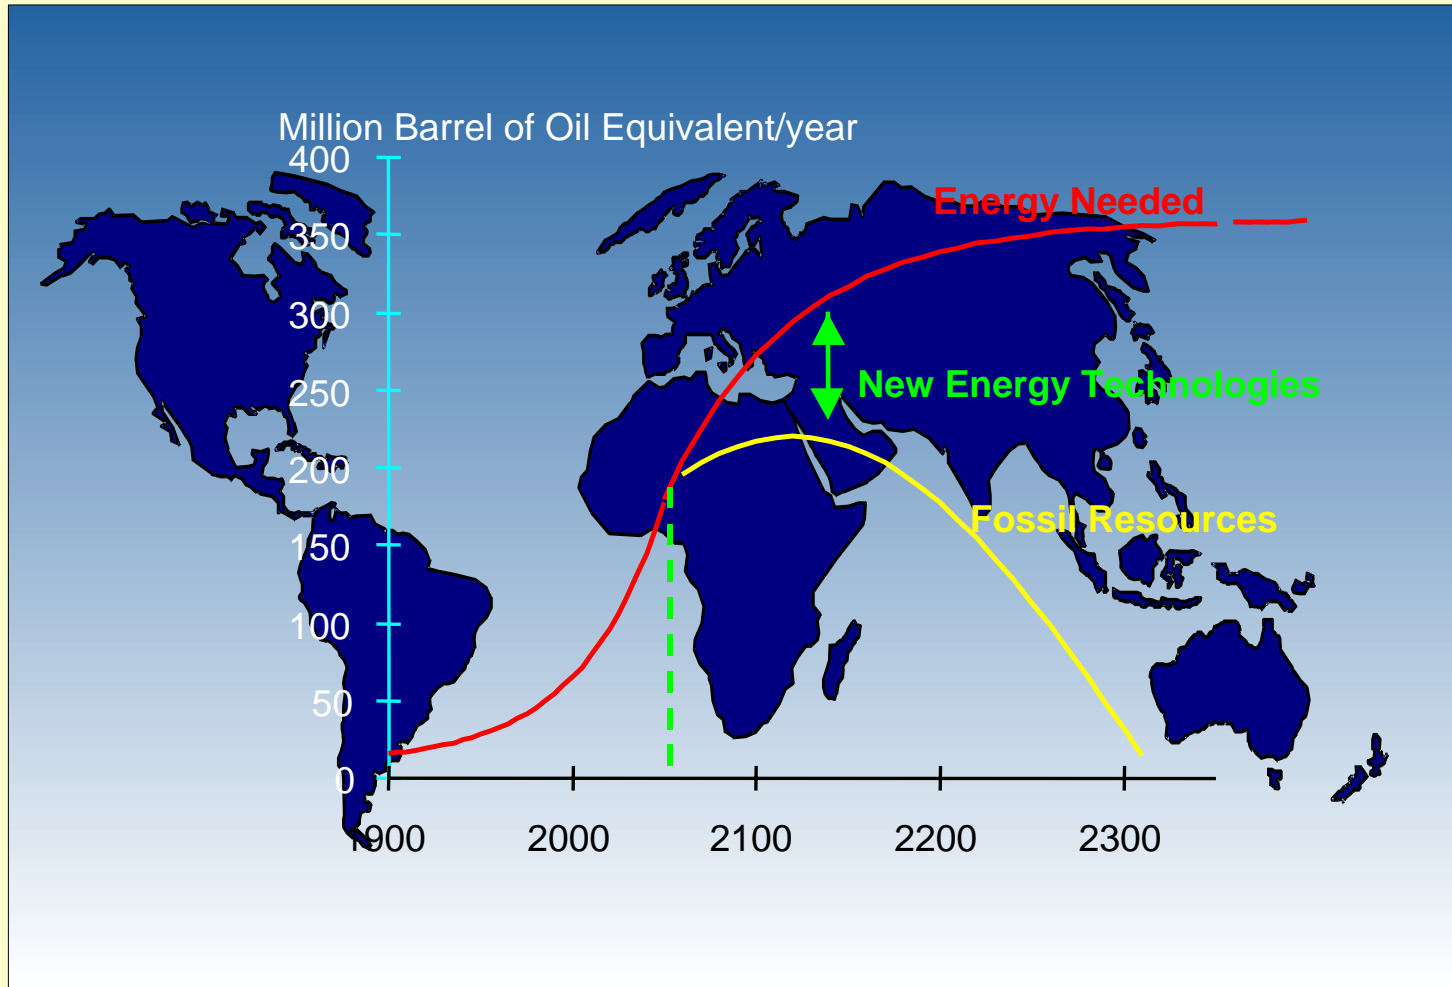 Million Barrel of Oil Equivalent/year
400
350
300
250
200
150
100
50
0
Energy Needed
New Energy Technologies
Fossil Resources
1900 2000 2100 2200 2300